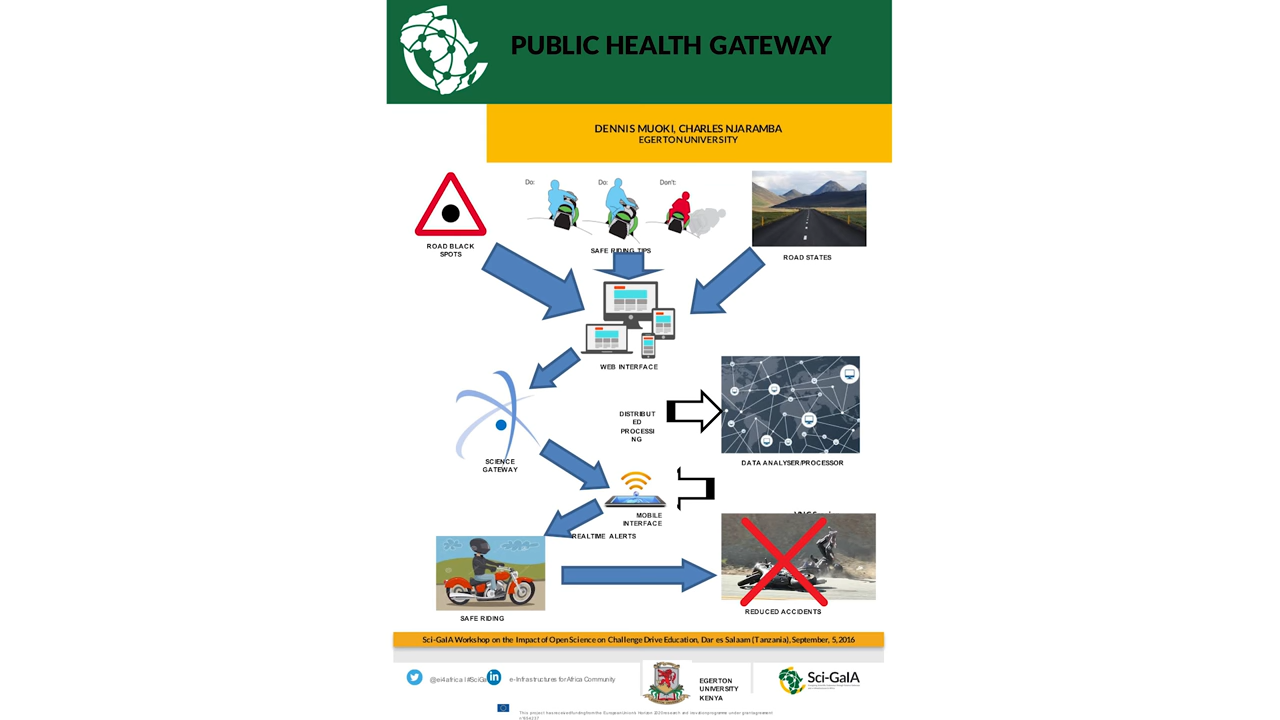 PUBLIC HEALTH GATEWAY
DENNIS MUOKI, CHARLES NJARAMBA
EGERTON UNIVERSITY
Do:
Do:
Don't:
ROAD BLACK
SPOTS
SAFE RIDING TIPS
ROAD STATES
WEB INTERFACE
DISTRIBUT
ED
PROCESSI
NG
SCIENCE
GATEWAY
DATA ANALYSER/PROCESSOR
MOBILE
INTERFACE
REALTIME ALERTS
SAFE RIDING
REDUCED ACCIDENTS
Sci-GaIA Workshop on the Impact of Open Science on Challenge Drive Education, Dar es Salaam (Tanzania), September, 5, 2016
@ei4africa | #SciGa
in
e-Infrastructures for Africa Community
EGERTON
UNIVERSITY
KENYA
Sci-GaIA